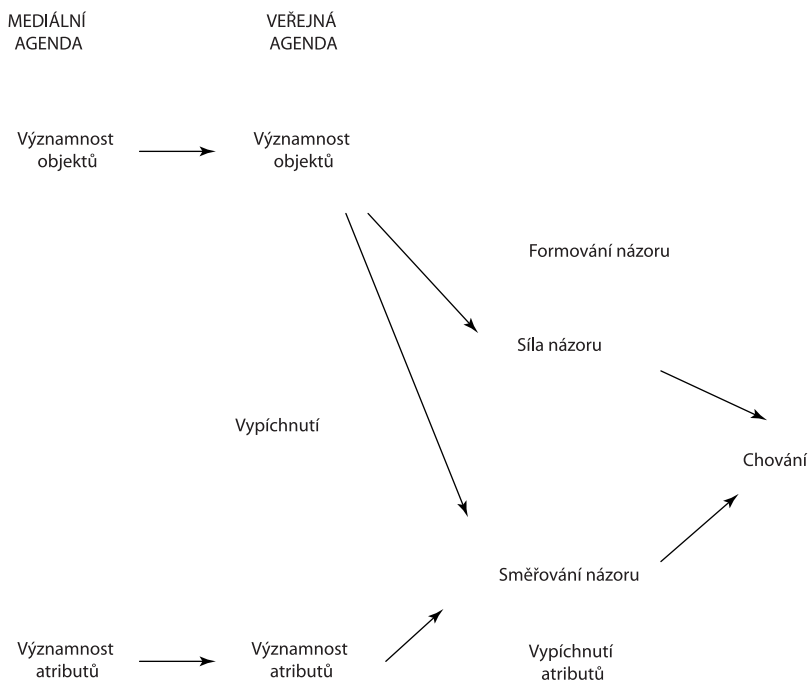 MEDIÁLNÍ
AGENDA
VEŘEJNÁ
AGENDA
Významnost
objektů
Významnost
objektů
Formování názoru
Síla názoru
Vypíchnutí
Chování
Směřování názoru
Významnost
atributů
Významnost
atributů
Vypíchnutí
atributů